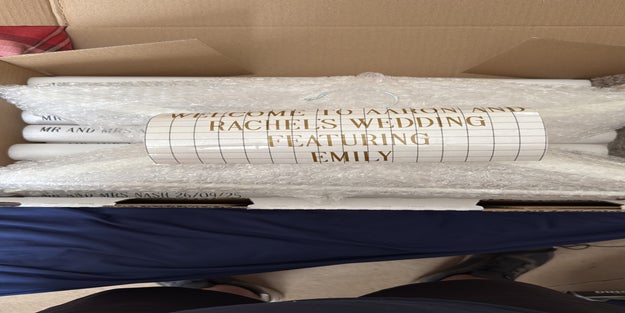 WELCOME TO AARON AND
RACHEL'S WEDDING
FEATURING
EMILY
MR
MR AND MRS
AND MRS NASH 26/09/25